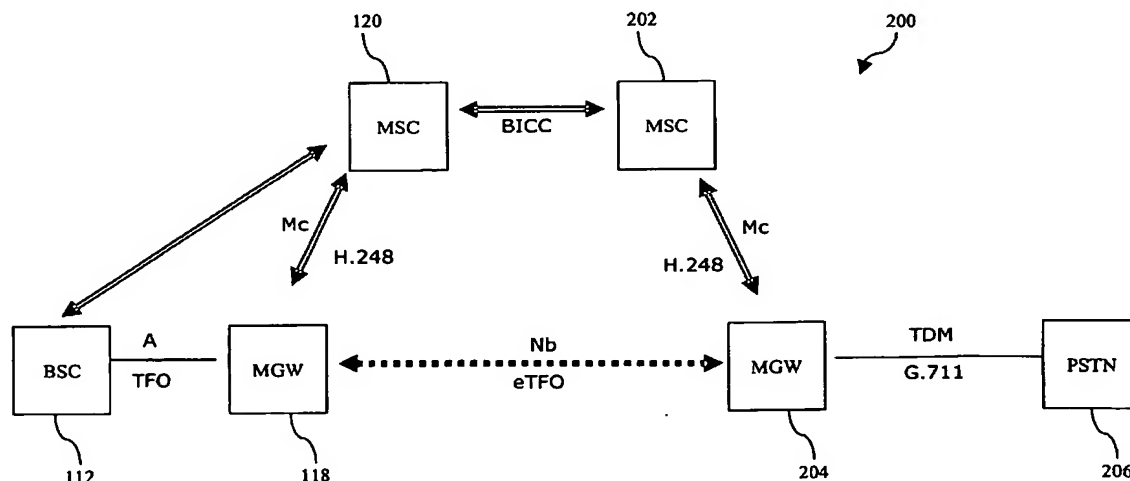 120
202
200
MSC
BICC
MSC
Mc
H.248
Mc
H.248
BSC
A
TFO
MGW
Nb
eTFO
MGW
TDM
G.711
PSTN
112
118
204
206